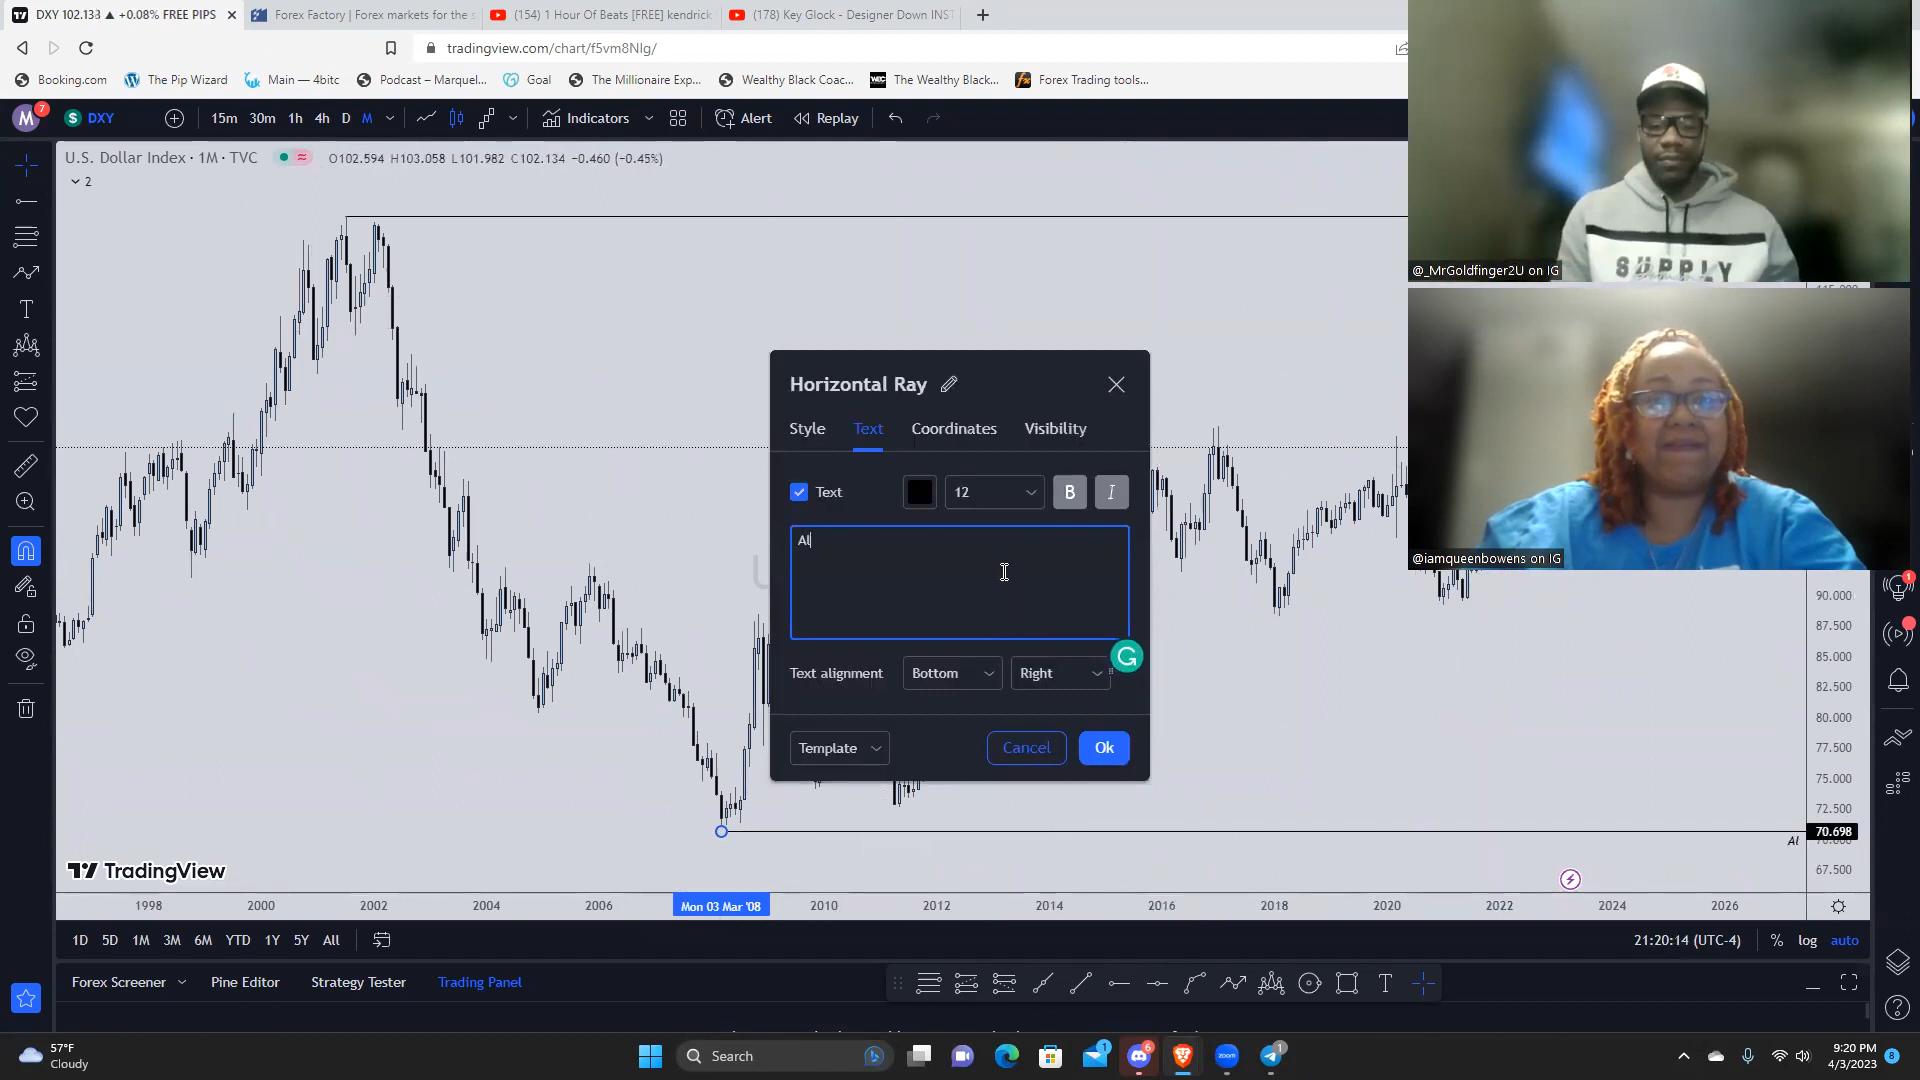 DXY 102.133 ▲ +0.08% FREE PIPS
Forex Factory | Forex markets for the s
(154) 1 Hour Of Beats [FREE] kendrick
(178) Key Glock - Designer Down INST
tradingview.com/chart/f5vm8NIg/
Booking.com
The Pip Wizard
Main — 4bitc
Podcast – Marquel...
Goal
The Millionaire Exp...
Wealthy Black Coac...
The Wealthy Black...
Forex Trading tools...
M
7
DXY
15m 30m 1h 4h D M
Indicators
Alert
Replay
U.S. Dollar Index · 1M · TVC
O102.594 H103.058 L101.982 C102.134 −0.460 (−0.45%)
2
SUPPLY
@_MrGoldfinger2U on IG
@iamqueenbowens on IG
Horizontal Ray
Style Text Coordinates Visibility
Text
12
B
I
Al
Text alignment
Bottom
Right
Template
Cancel
Ok
90.000
87.500
85.000
82.500
80.000
77.500
75.000
72.500
70.698
Al
67.500
TradingView
1998 2000 2002 2004 2006 Mon 03 Mar '08 2010 2012 2014 2016 2018 2020 2022 2024 2026
1D 5D 1M 3M 6M YTD 1Y 5Y All
21:20:14 (UTC-4)
% log auto
Forex Screener
Pine Editor
Strategy Tester
Trading Panel
57°F
Cloudy
Search
9:20 PM
4/3/2023